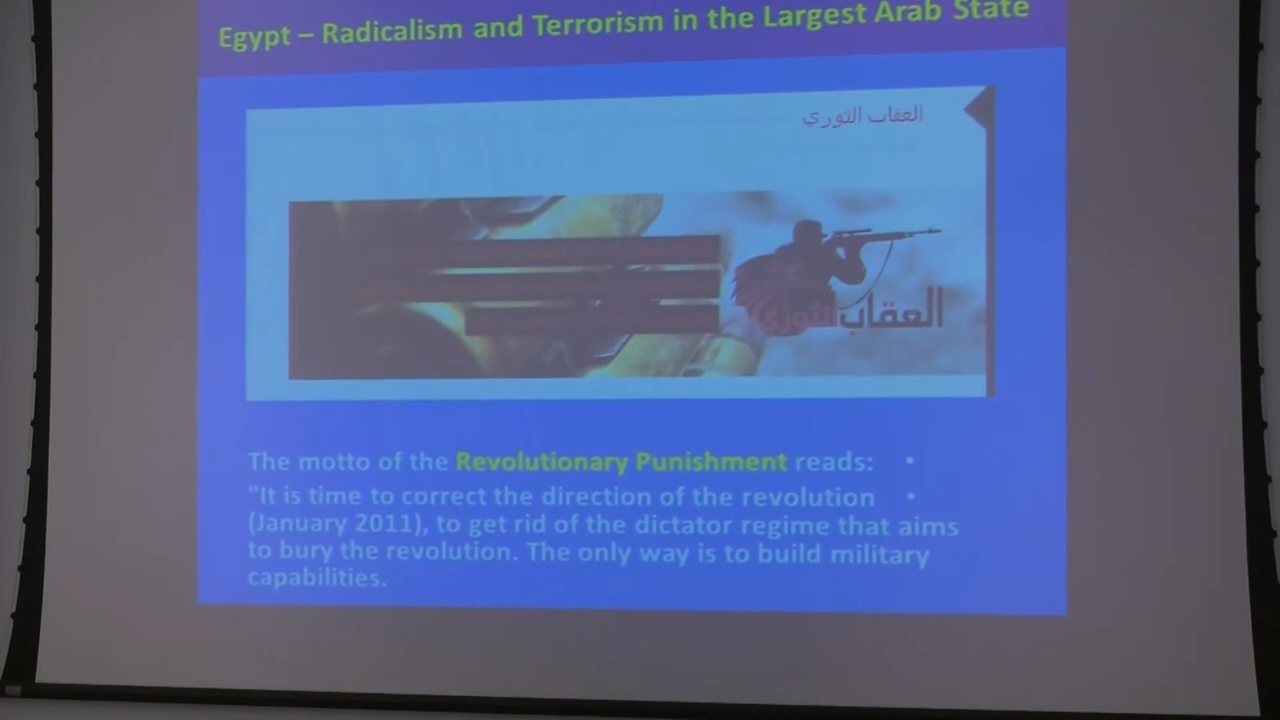 Egypt – Radicalism and Terrorism in the Largest Arab State
العقاب الثوري
العقاب الثوري
The motto of the Revolutionary Punishment reads: •
"It is time to correct the direction of the revolution •
(January 2011), to get rid of the dictator regime that aims
to bury the revolution. The only way is to build military
capabilities.